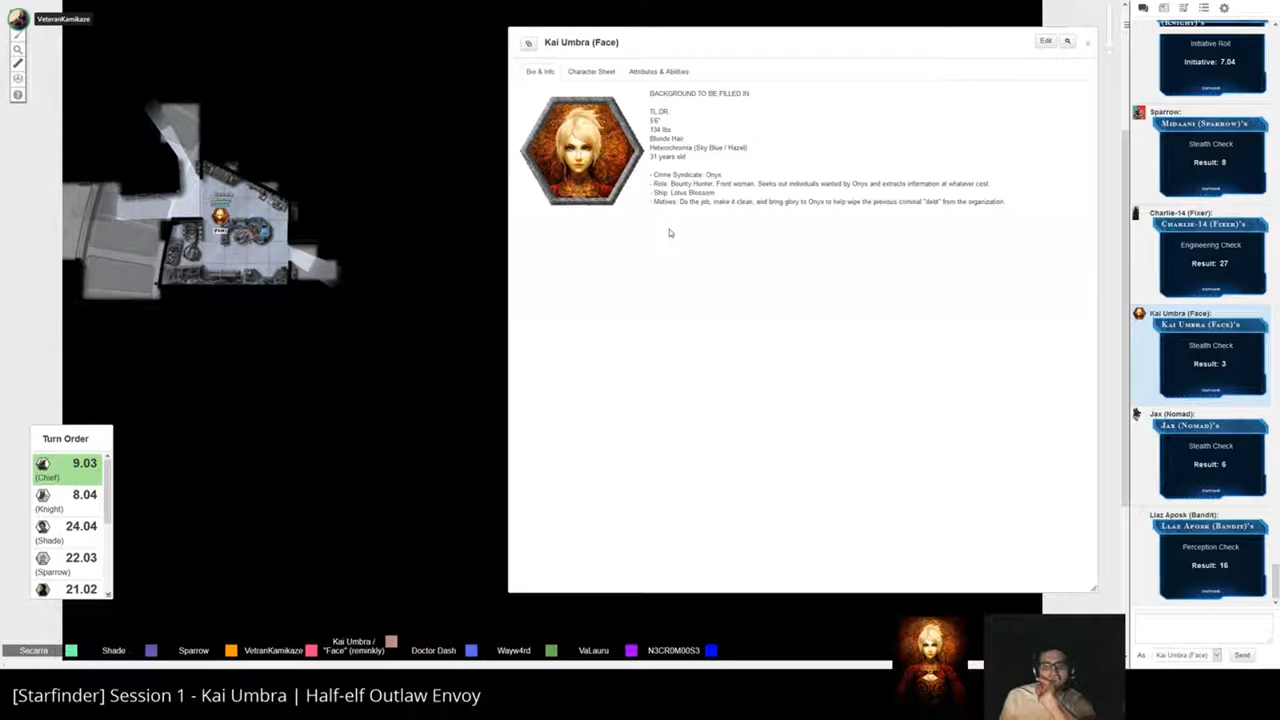 VeteranKamikaze
Kai Umbra (Face)
Edit
Bio & Info
Character Sheet
Attributes & Abilities
BACKGROUND TO BE FILLED IN.
TL;DR:
5'6"
134 lbs
Blonde Hair
Heterochromia (Sky Blue / Hazel)
31 years old
- Crime Syndicate: Onyx
- Role: Bounty Hunter, Front woman. Seeks out individuals wanted by Onyx and extracts information at whatever cost
- Ship: Lotus Blossom
- Motives: Do the job, make it clean, and bring glory to Onyx to help wipe the previous criminal "debt" from the organization.
(Knight)'s
Initiative Roll
Initiative: 7.04
Sparrow:
Midaani (Sparrow)'s
Stealth Check
Result: 8
Charlie-14 (Fixer):
Charlie-14 (Fixer)'s
Engineering Check
Result: 27
Kai Umbra (Face):
Kai Umbra (Face)'s
Stealth Check
Result: 3
Jax (Nomad):
Jax (Nomad)'s
Stealth Check
Result: 6
Llaz Aposk (Bandit):
Llaz Aposk (Bandit)'s
Perception Check
Result: 16
As
Kai Umbra (Face)
Send
Turn Order
9.03
(Chief)
8.04
(Knight)
24.04
(Shade)
22.03
(Sparrow)
21.02
Secarra
Shade
Sparrow
VetranKamikaze
Kai Umbra /
"Face" (reminkly)
Doctor Dash
Wayw4rd
VaLauru
N3CR0M00S3
[Starfinder] Session 1 - Kai Umbra | Half-elf Outlaw Envoy